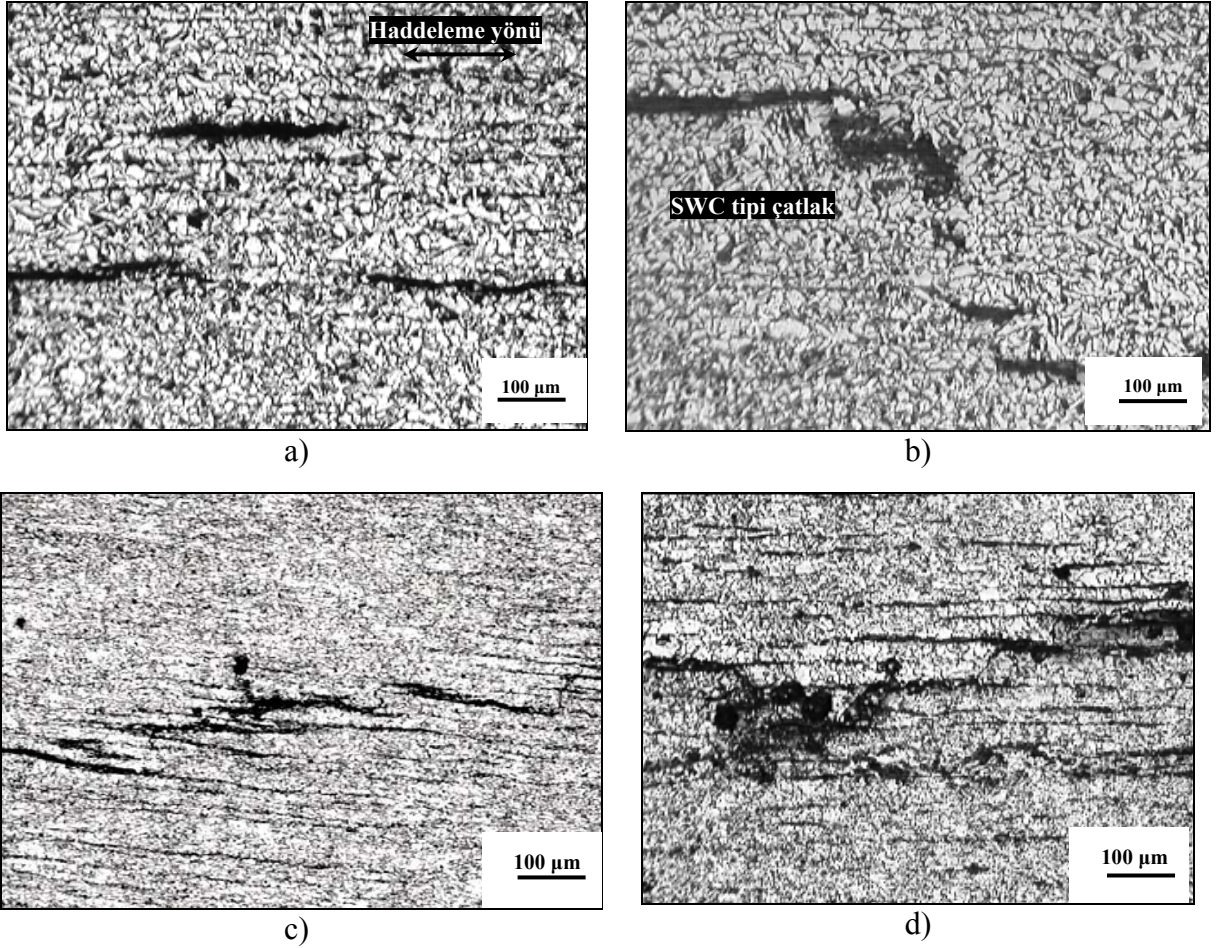 Haddeleme yönü
100 µm
a)
SWC tipi çatlak
100 µm
b)
100 µm
c)
100 µm
d)